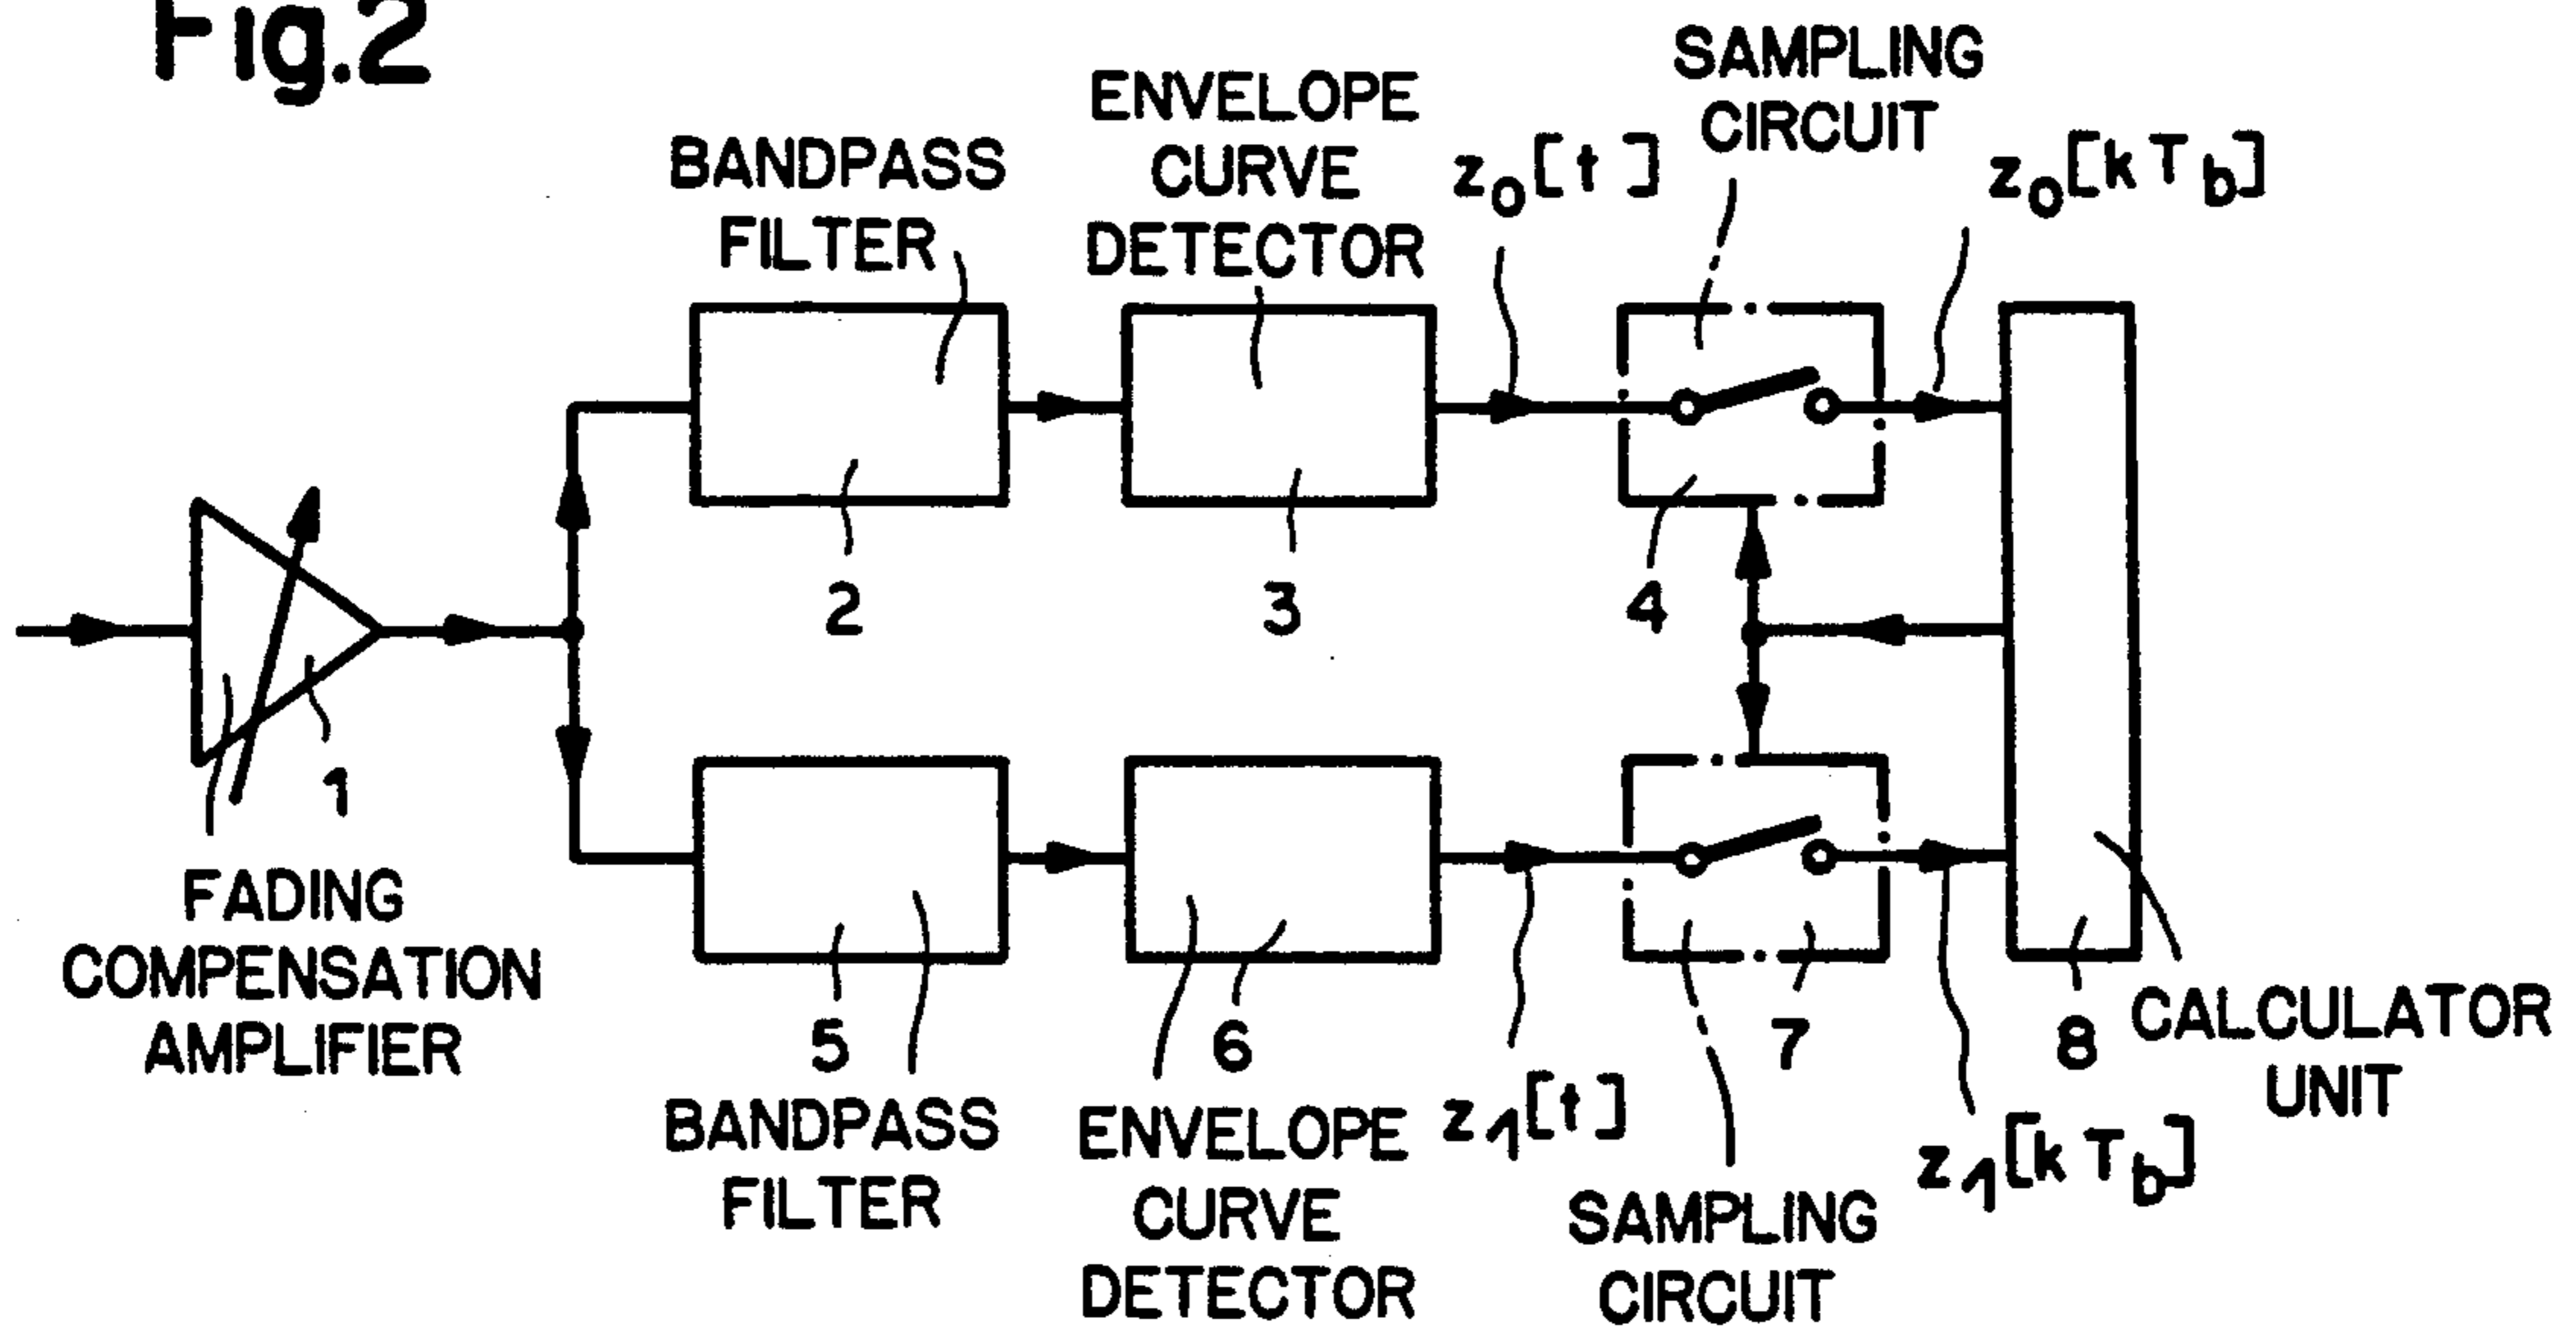 Fig.2
SAMPLING
CIRCUIT
ENVELOPE
CURVE
DETECTOR
BANDPASS
FILTER
z0[t]
z0[kTb]
2
3
4
1
FADING
COMPENSATION
AMPLIFIER
5
6
7
8
BANDPASS
FILTER
ENVELOPE
CURVE
DETECTOR
z1[t]
SAMPLING
CIRCUIT
z1[kTb]
CALCULATOR
UNIT